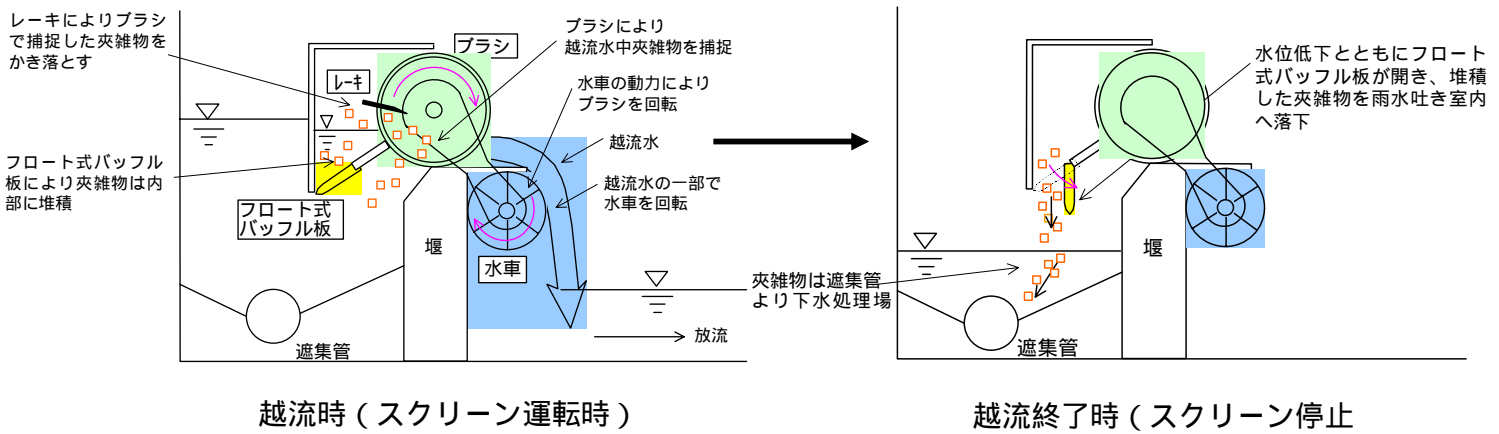 レーキによりブラシ
で捕捉した夾雑物を
かき落とす
レーキ
ブラシ
ブラシにより
越流水中夾雑物を捕捉
水車の動力により
ブラシを回転
越流水
越流水の一部で
水車を回転
フロート式バッフル
板により夾雑物は内
部に堆積
フロート式
バッフル板
堰
水車
遮集管
放流
越流時(スクリーン運転時)
水位低下とともにフロート
式バッフル板が開き、堆積
した夾雑物を雨水吐き室内
へ落下
堰
夾雑物は遮集管
より下水処理場
遮集管
越流終了時(スクリーン停止